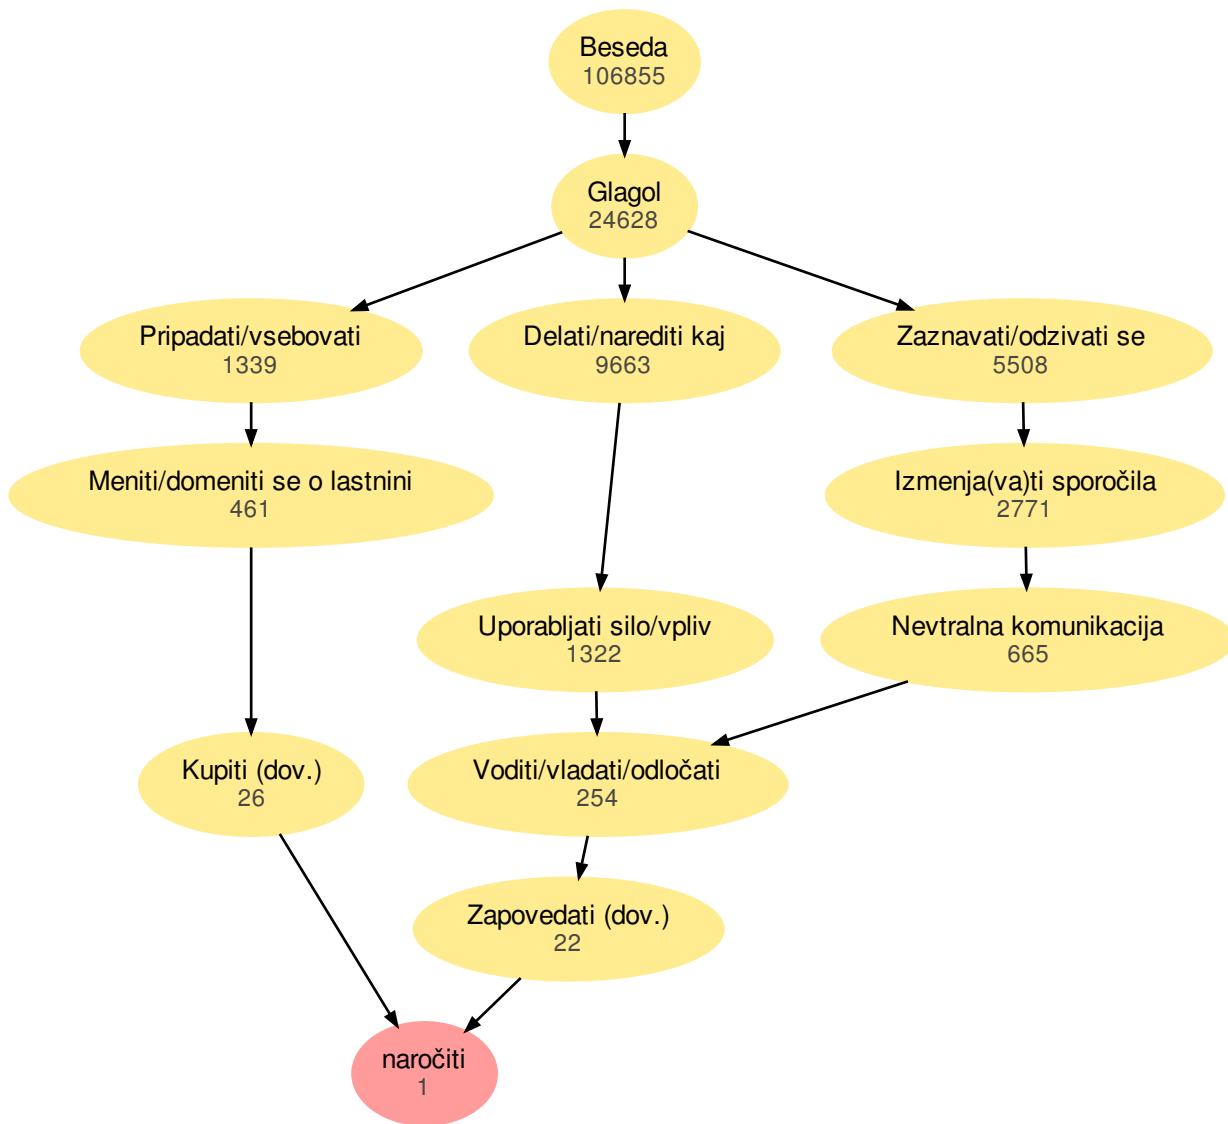 Beseda
106855
Glagol
24628
Pripadati/vsebovati
1339
Delati/narediti kaj
9663
Zaznavati/odzivati se
5508
Meniti/domeniti se o lastnini
461
Izmenja(va)ti sporočila
2771
Uporabljati silo/vpliv
1322
Nevtralna komunikacija
665
Kupiti (dov.)
26
Voditi/vladati/odločati
254
Zapovedati (dov.)
22
naročiti
1